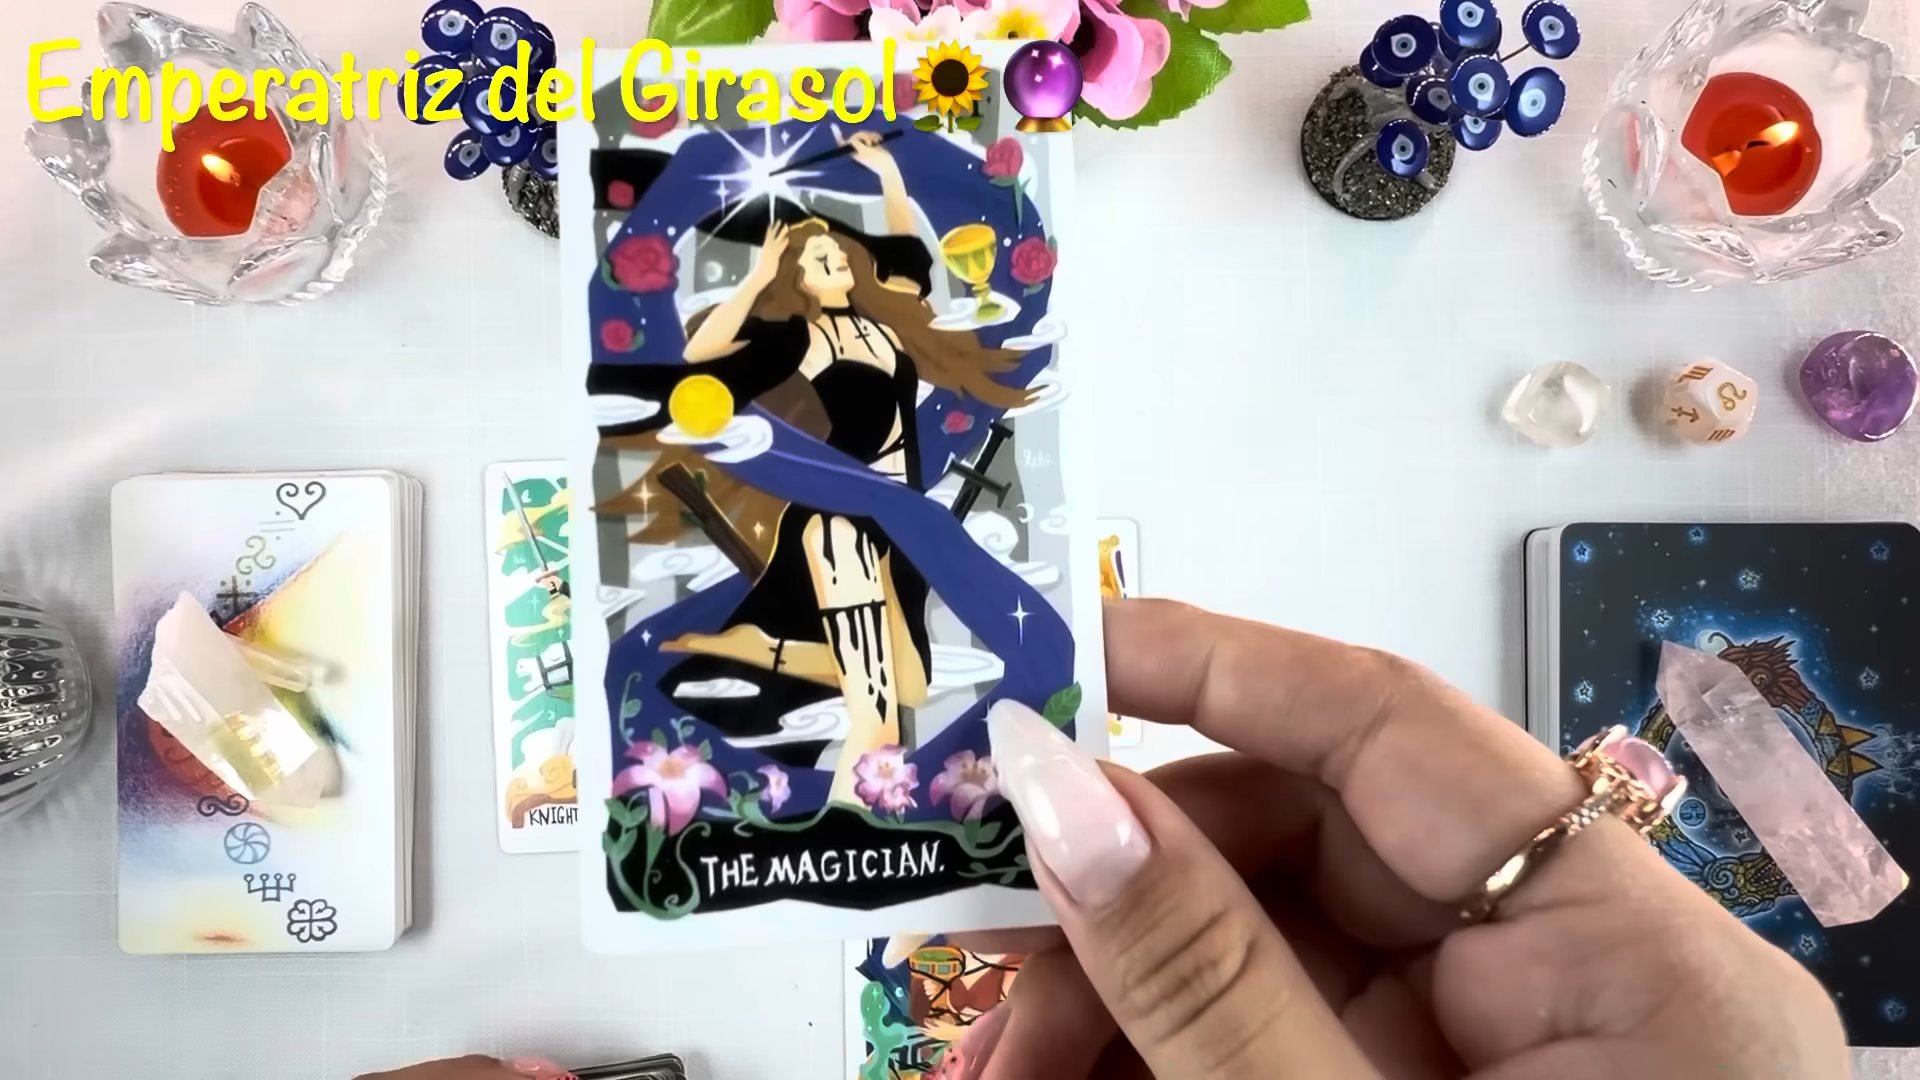 Emperatriz del Girasol🌻🔮
KNIGHT
THE MAGICIAN.